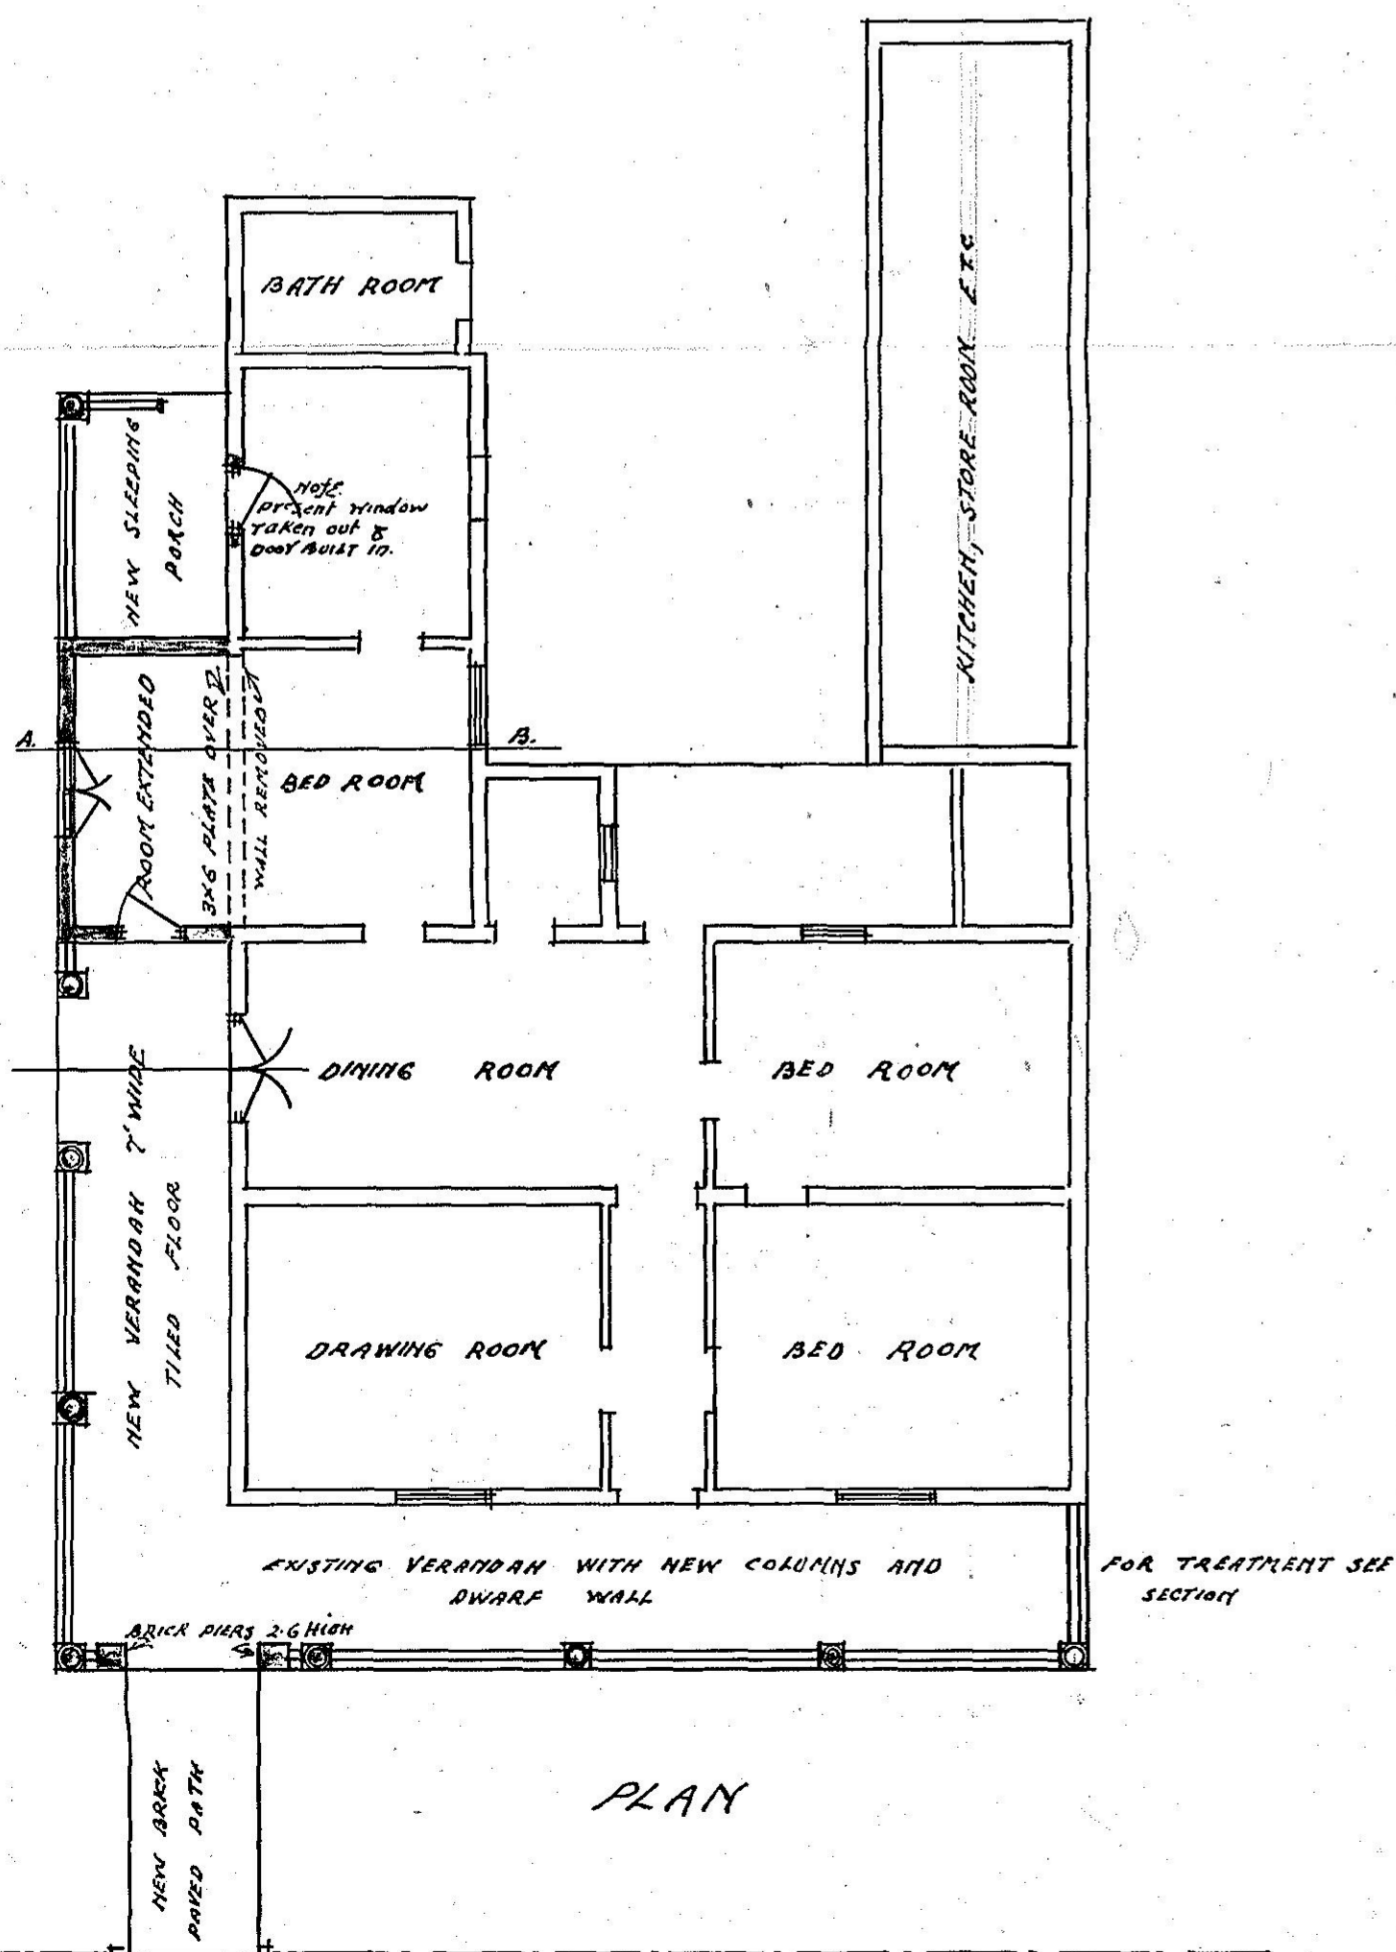 BATH ROOM
KITCHEN, STORE ROOM ETC
NEW SLEEPING
PORCH
NOTE.
Present window
taken out &
DOOR BUILT IN.
ROOM EXTENDED
3x6 PLATE OVER
WALL REMOVED
A.
B.
BED ROOM
DINING ROOM
BED ROOM
NEW VERANDAH 7' WIDE
TILED FLOOR
DRAWING ROOM
BED ROOM
EXISTING VERANDAH WITH NEW COLUMNS AND
DWARF WALL
FOR TREATMENT SEE
SECTION
BRICK PIERS 2.6 HIGH
NEW BRICK
PAVED PATH
PLAN